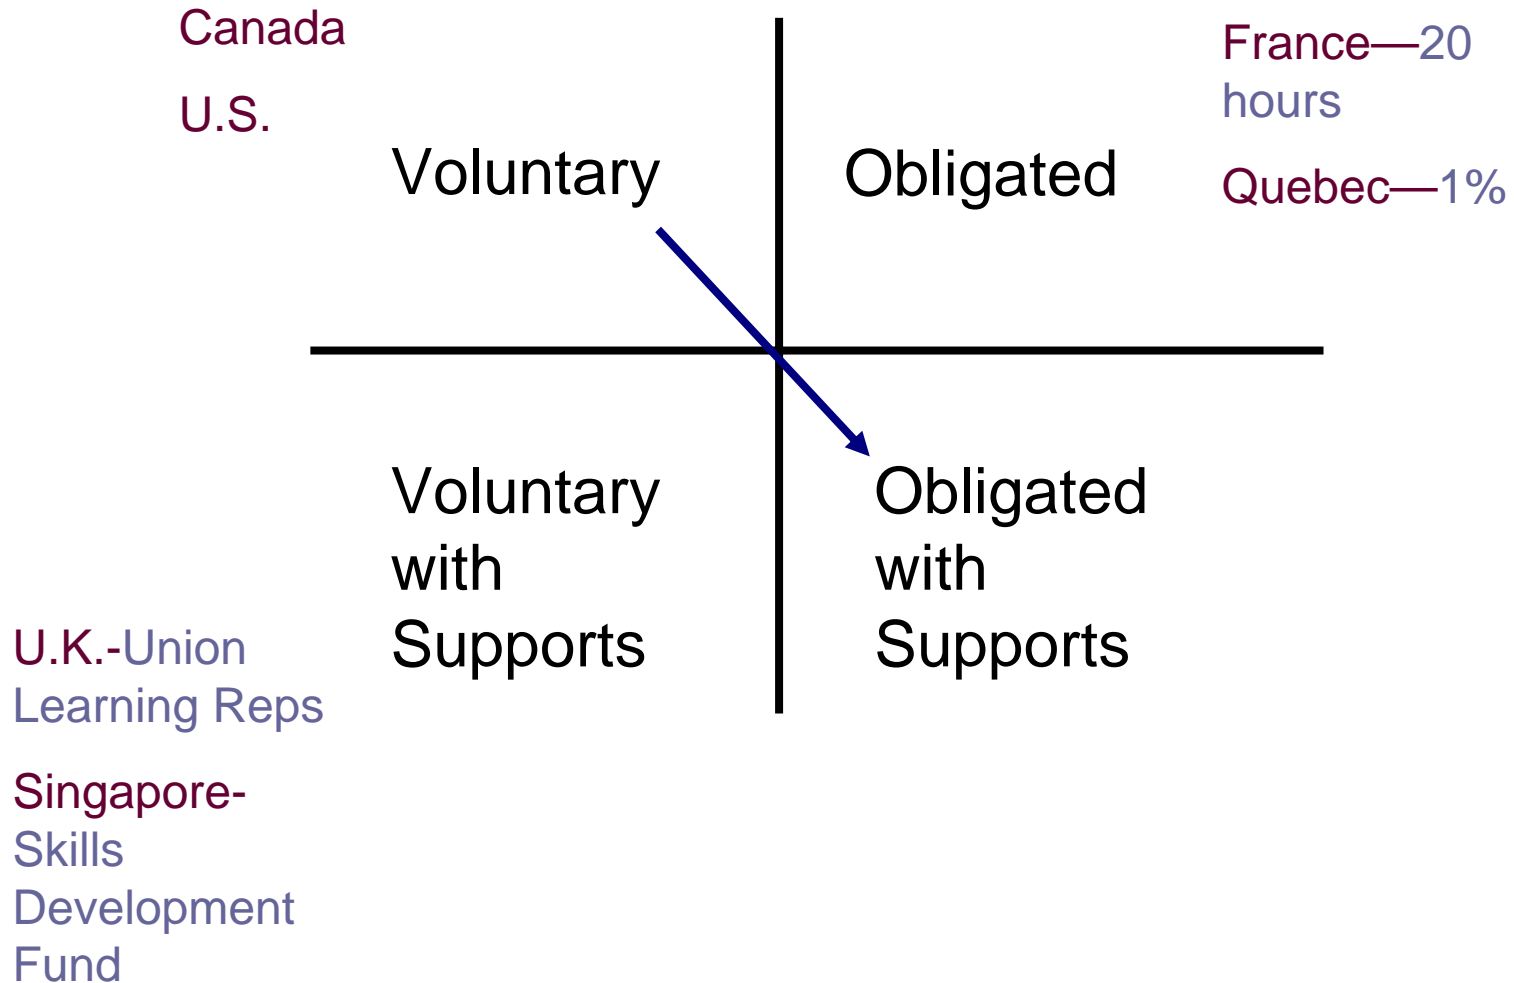 Canada
U.S.
Voluntary
Obligated
France—20
hours
Quebec—1%
Voluntary
with
Supports
Obligated
with
Supports
U.K.-Union
Learning Reps
Singapore-
Skills
Development
Fund